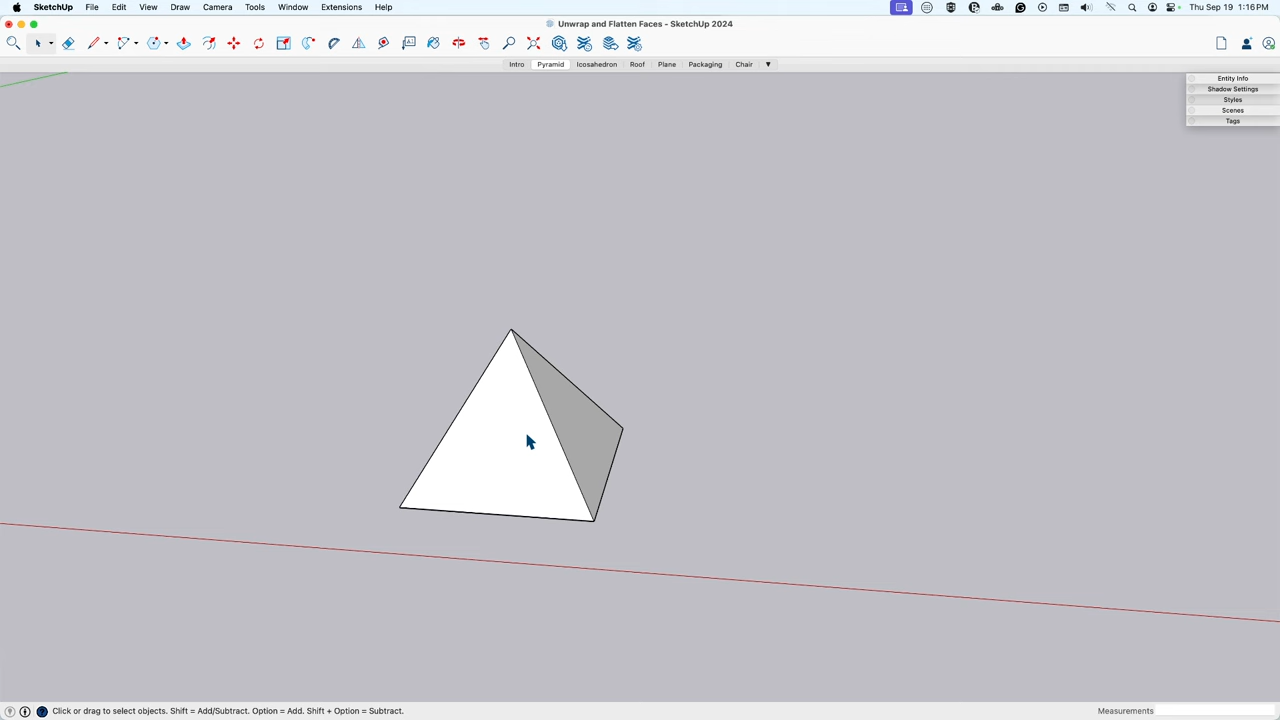 SketchUp File Edit View Draw Camera Tools Window Extensions Help Thu Sep 19 1:16 PM
Unwrap and Flatten Faces - SketchUp 2024
Intro Pyramid Icosahedron Roof Plane Packaging Chair
Entity Info
Shadow Settings
Styles
Scenes
Tags
Click or drag to select objects. Shift = Add/Subtract. Option = Add. Shift + Option = Subtract. Measurements